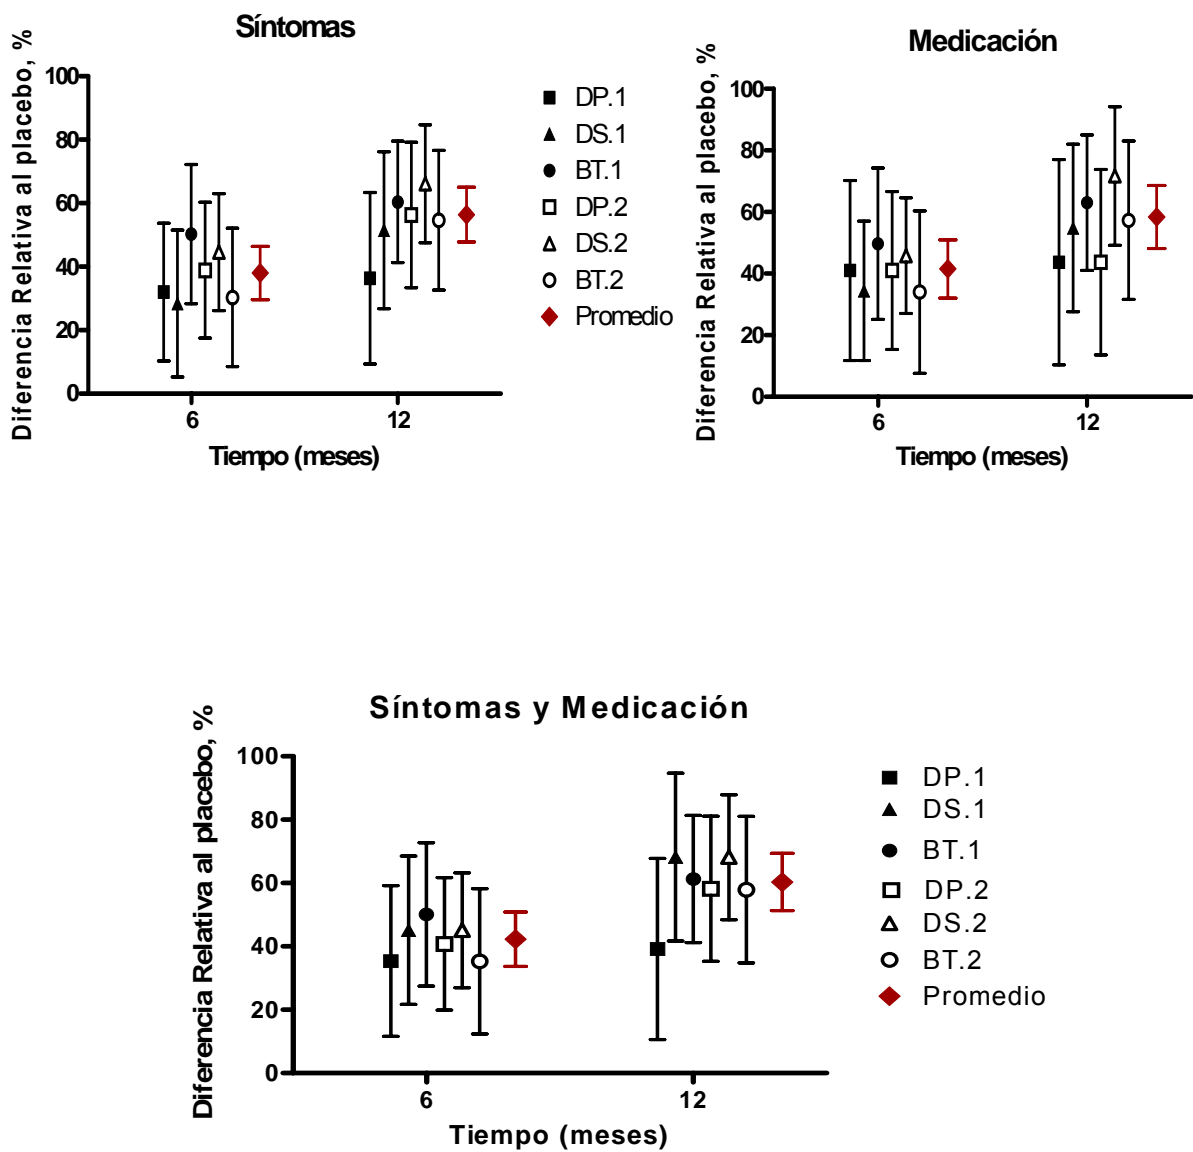 Síntomas
Diferencia Relativa al placebo, %
100
80
60
40
20
0
6
12
Tiempo (meses)
DP.1
DS.1
BT.1
DP.2
DS.2
BT.2
Promedio
Medicación
Diferencia Relativa al placebo, %
100
80
60
40
20
0
6
12
Tiempo (meses)
Síntomas y Medicación
Diferencia Relativa al placebo, %
100
80
60
40
20
0
6
12
Tiempo (meses)
DP.1
DS.1
BT.1
DP.2
DS.2
BT.2
Promedio